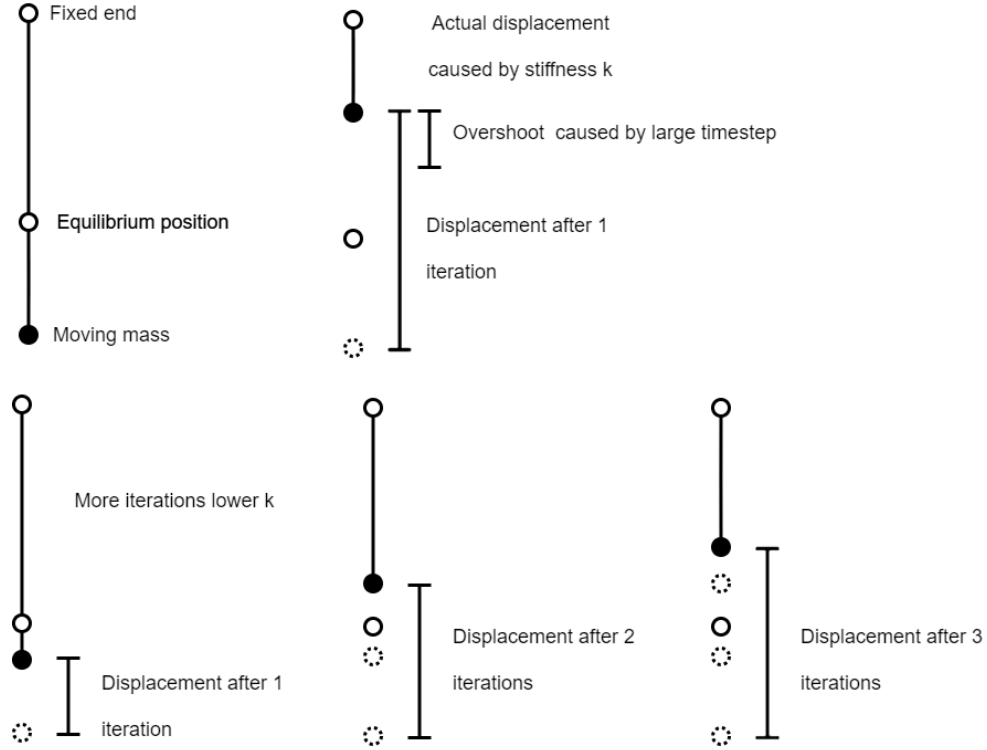 Fixed end
Actual displacement
caused by stiffness k
Overshoot caused by large timestep
Equilibrium position
Displacement after 1
iteration
Moving mass
More iterations lower k
Displacement after 1
iteration
Displacement after 2
iterations
Displacement after 3
iterations